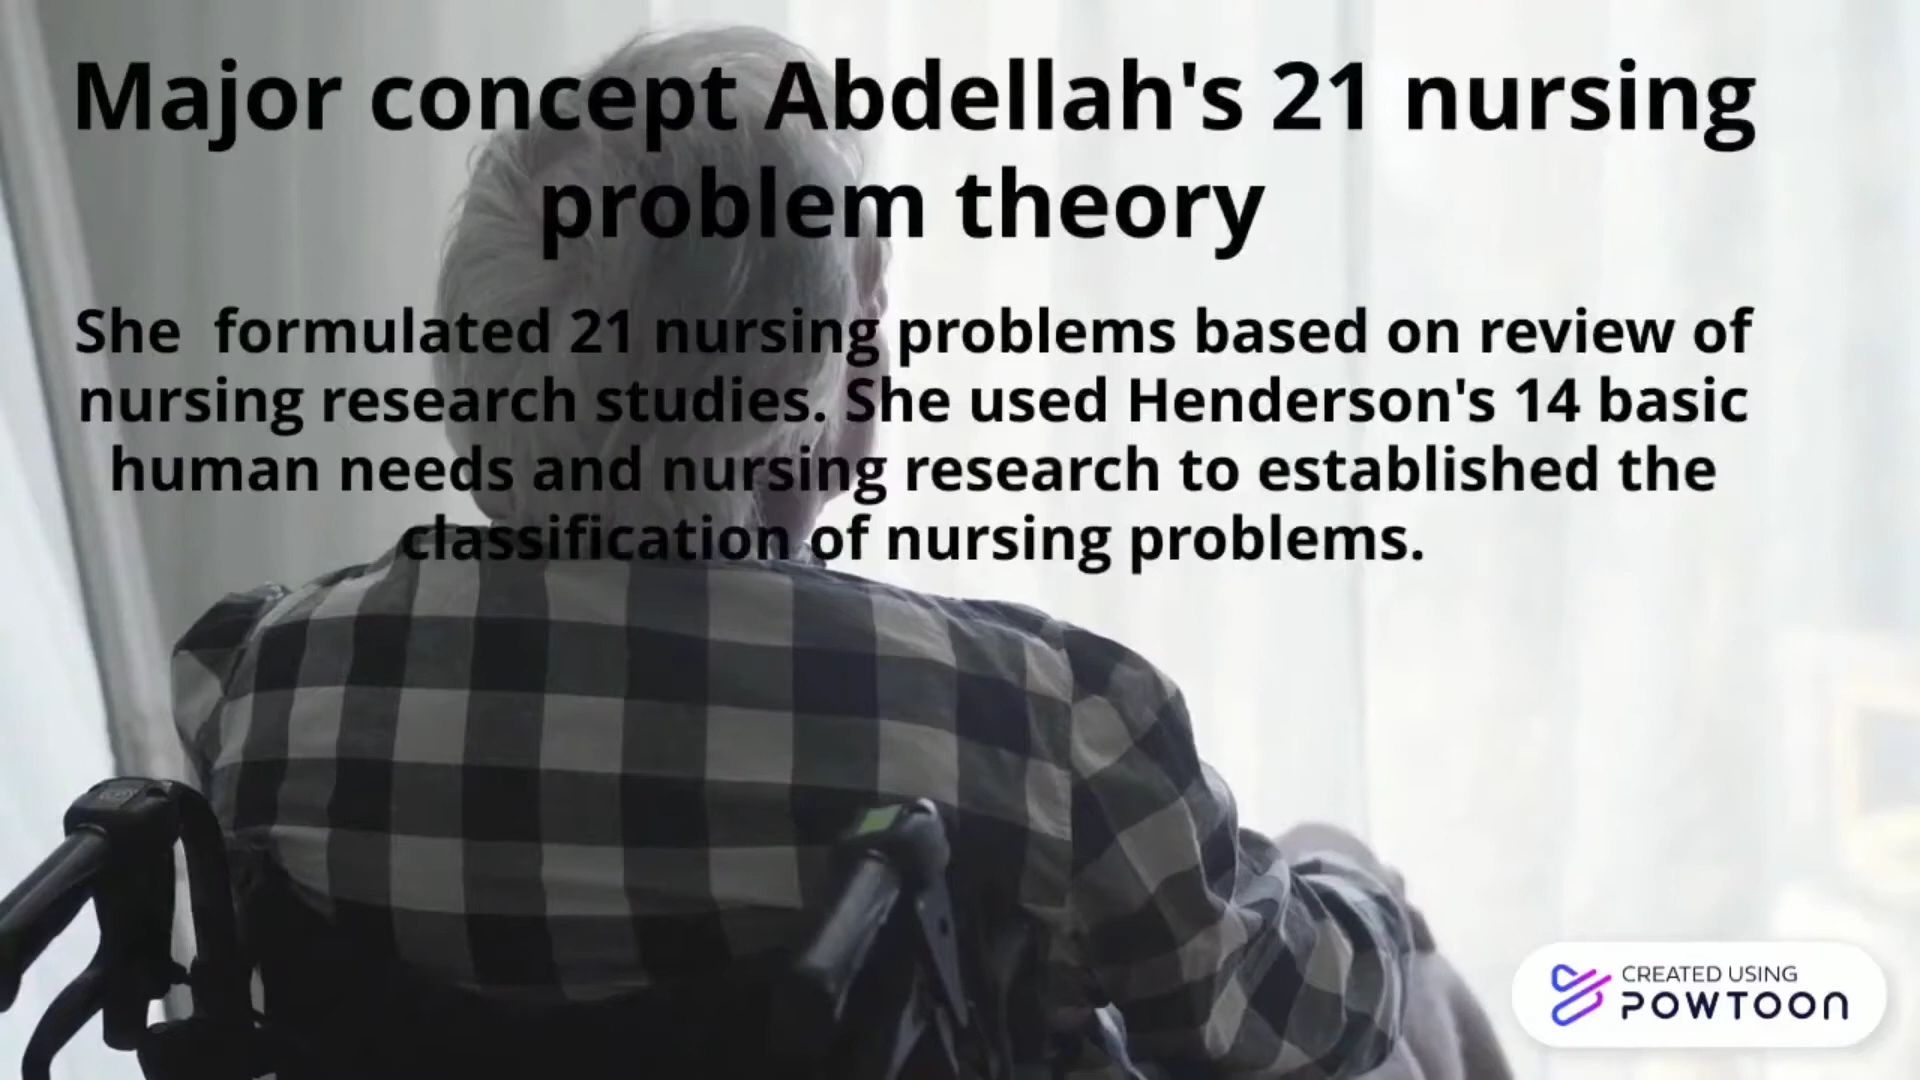 Major concept Abdellah's 21 nursing
problem theory
She formulated 21 nursing problems based on review of
nursing research studies. She used Henderson's 14 basic
human needs and nursing research to established the
classification of nursing problems.
CREATED USING
POWTOON